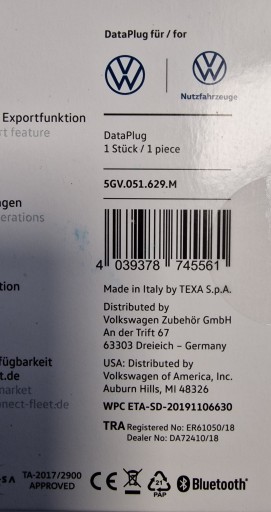 DataPlug für / for
Nutzfahrzeuge
Exportfunktion
rt feature
DataPlug
1 Stück / 1 piece
5GV.051.629.M
ngen
erations
4 039378 745561
Made in Italy by TEXA S.p.A.
tion
Distributed by
Volkswagen Zubehör GmbH
An der Trift 67
63303 Dreieich – Germany
fügbarkeit
t.de
market
nect-fleet.de
USA: Distributed by
Volkswagen of America, Inc.
Auburn Hills, MI 48326
WPC ETA-SD-20191106630
TRA Registered No: ER61050/18
Dealer No: DA72410/18
SA
TA-2017/2900
APPROVED
CE
21
PAP
Bluetooth®